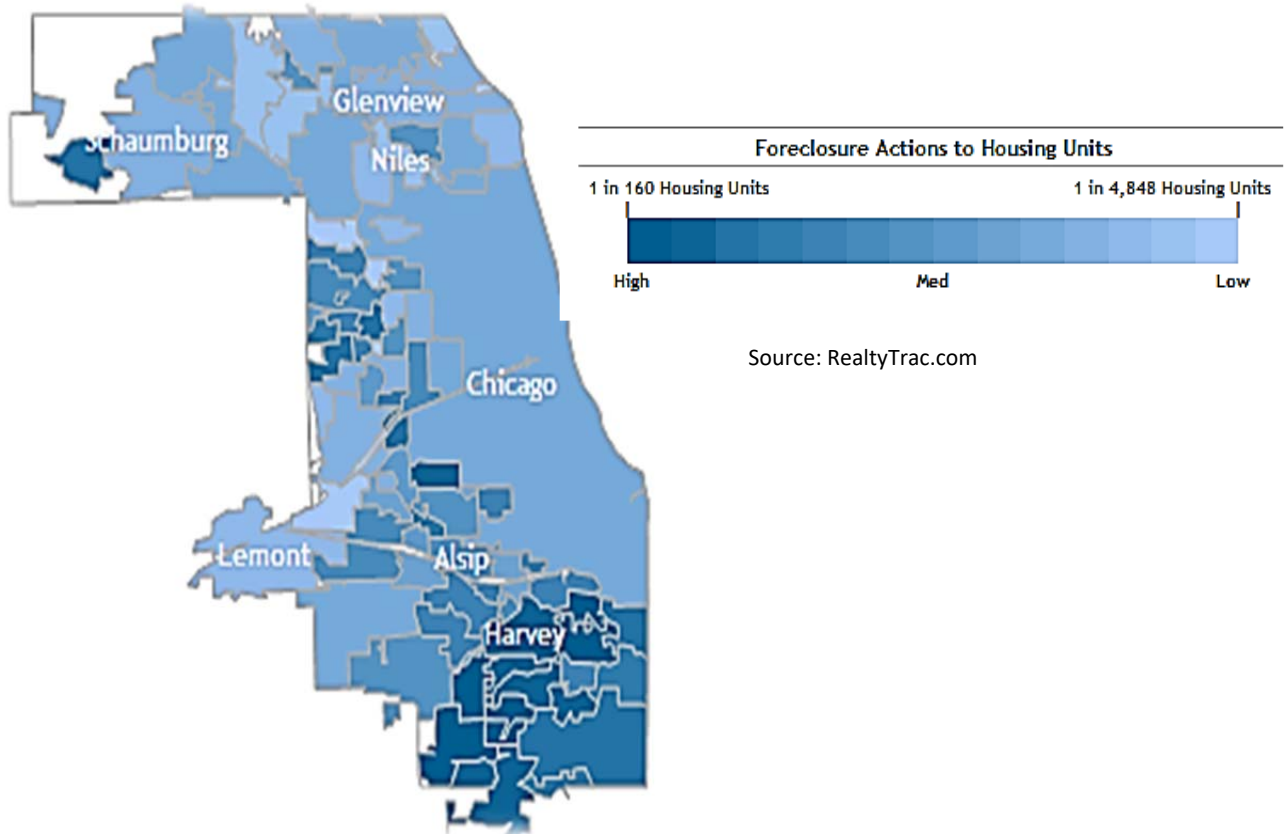 Glenview
Schaumburg
Niles
Foreclosure Actions to Housing Units
1 in 160 Housing Units
1 in 4,848 Housing Units
High
Med
Low
Source: RealtyTrac.com
Chicago
Lemont
Alsip
Harvey